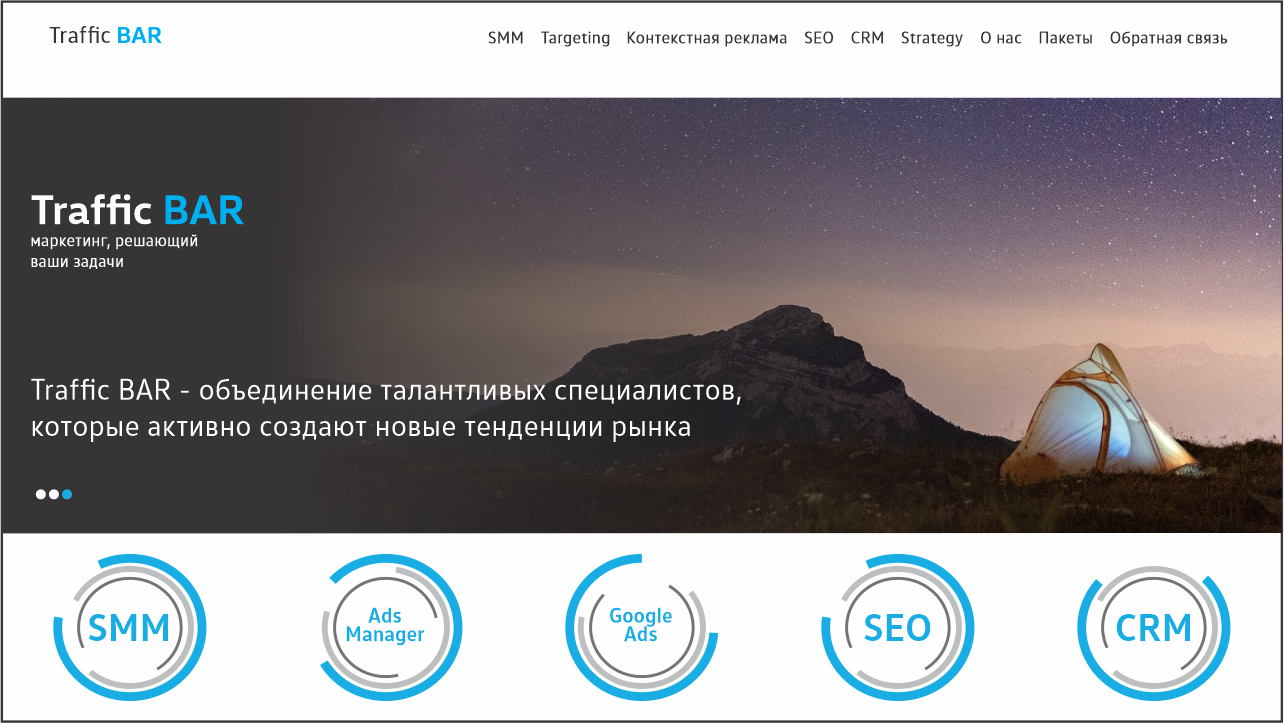 Traffic BAR
SMM Targeting Контекстная реклама SEO CRM Strategy О нас Пакеты Обратная связь
Traffic BAR
маркетинг, решающий
ваши задачи
Traffic BAR - объединение талантливых специалистов,
которые активно создают новые тенденции рынка
SMM
Ads
Manager
Google
Ads
SEO
CRM